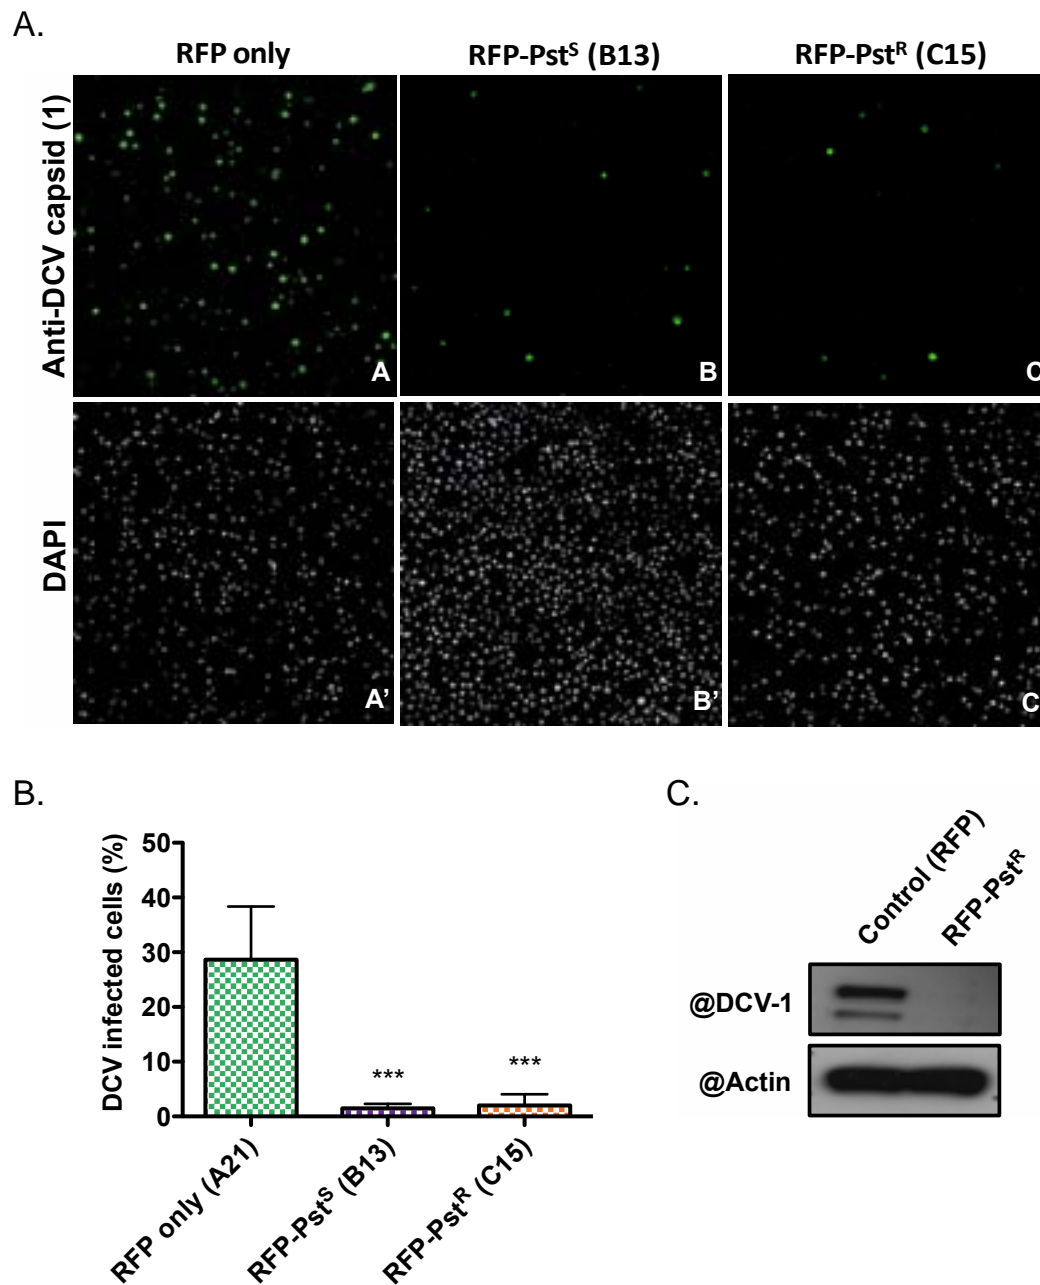 A.
RFP only
RFP-Pst^S (B13)
RFP-Pst^R (C15)
Anti-DCV capsid (1)
A
B
C
DAPI
A’
B’
C
B.
DCV infected cells (%)
50
40
30
20
10
0
***
***
RFP only (A21)
RFP-Pst^S (B13)
RFP-Pst^R (C15)
C.
Control (RFP)
RFP-Pst^R
@DCV-1
@Actin